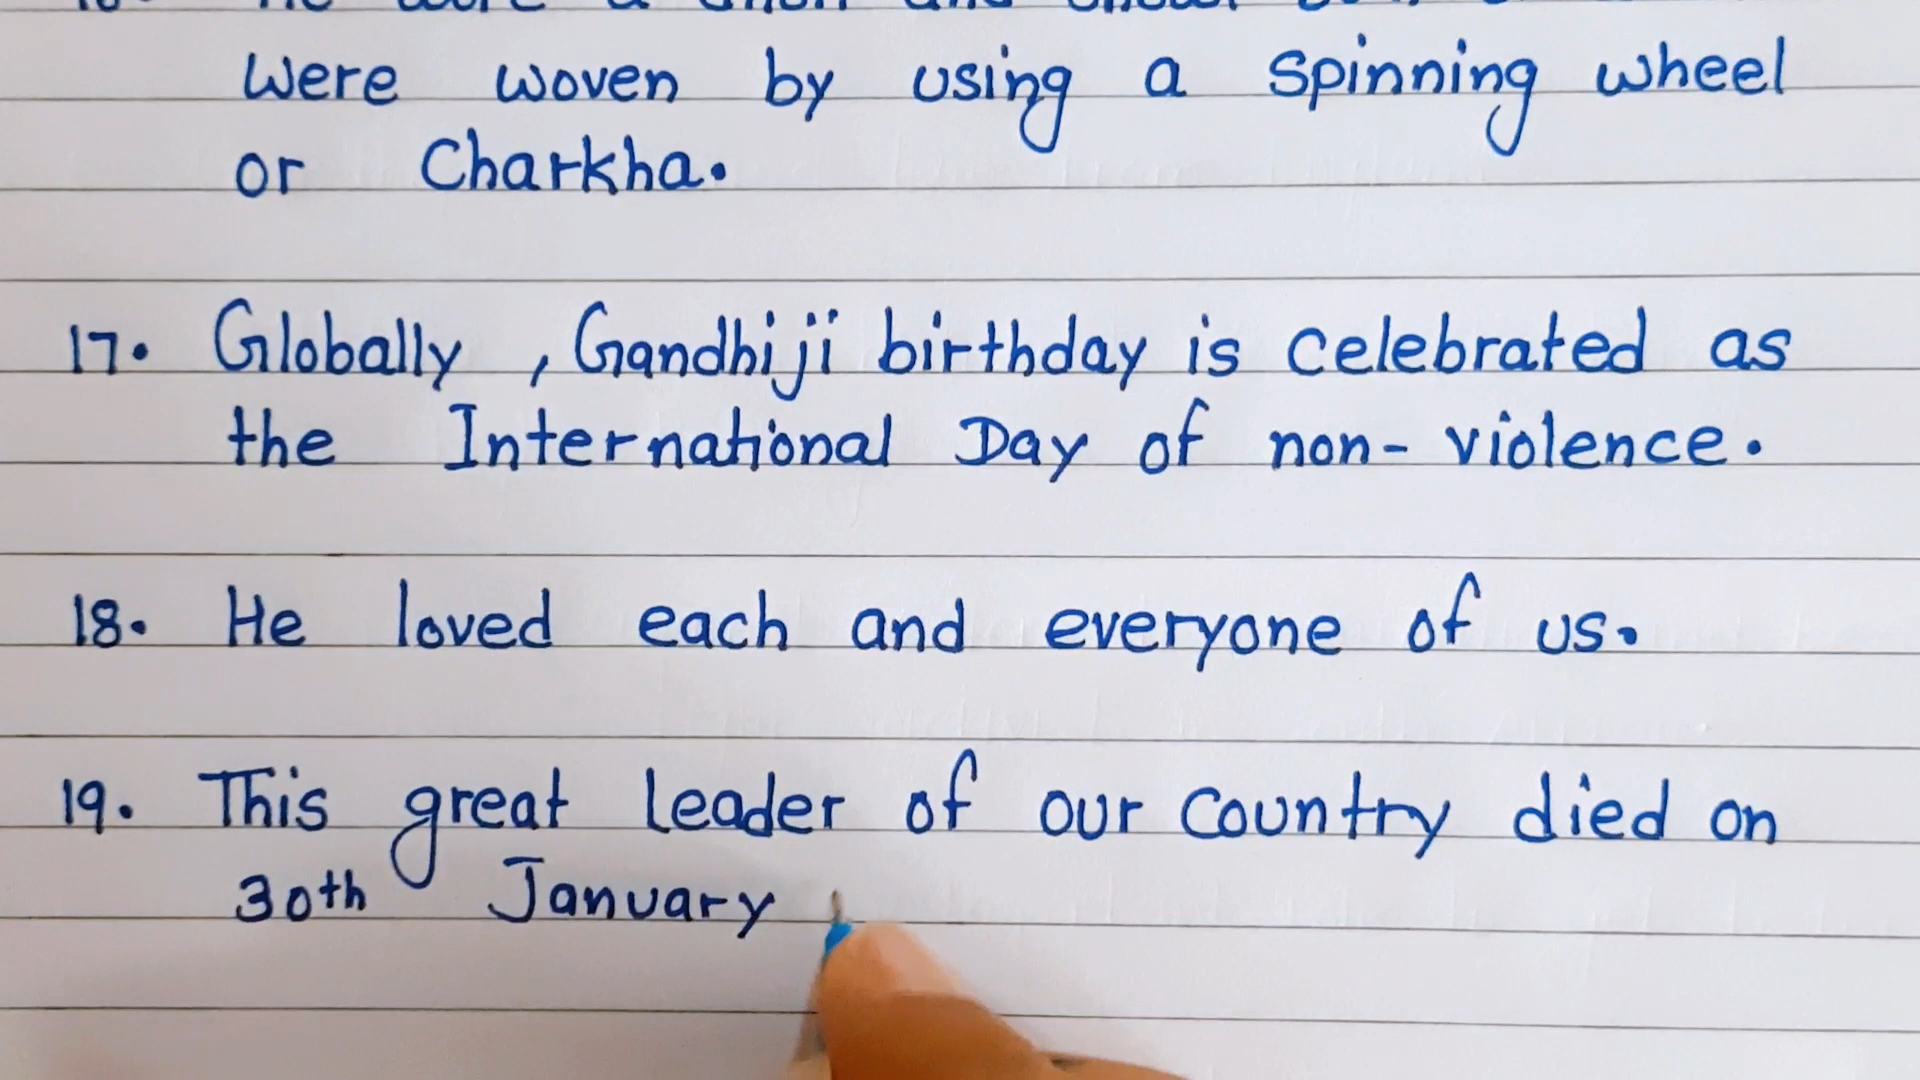 were woven by using a spinning wheel
or Charkha.
17. Globally , Gandhiji birthday is celebrated as
the International Day of non- violence.
18. He loved each and everyone of us.
19. This great leader of our country died on
30th January